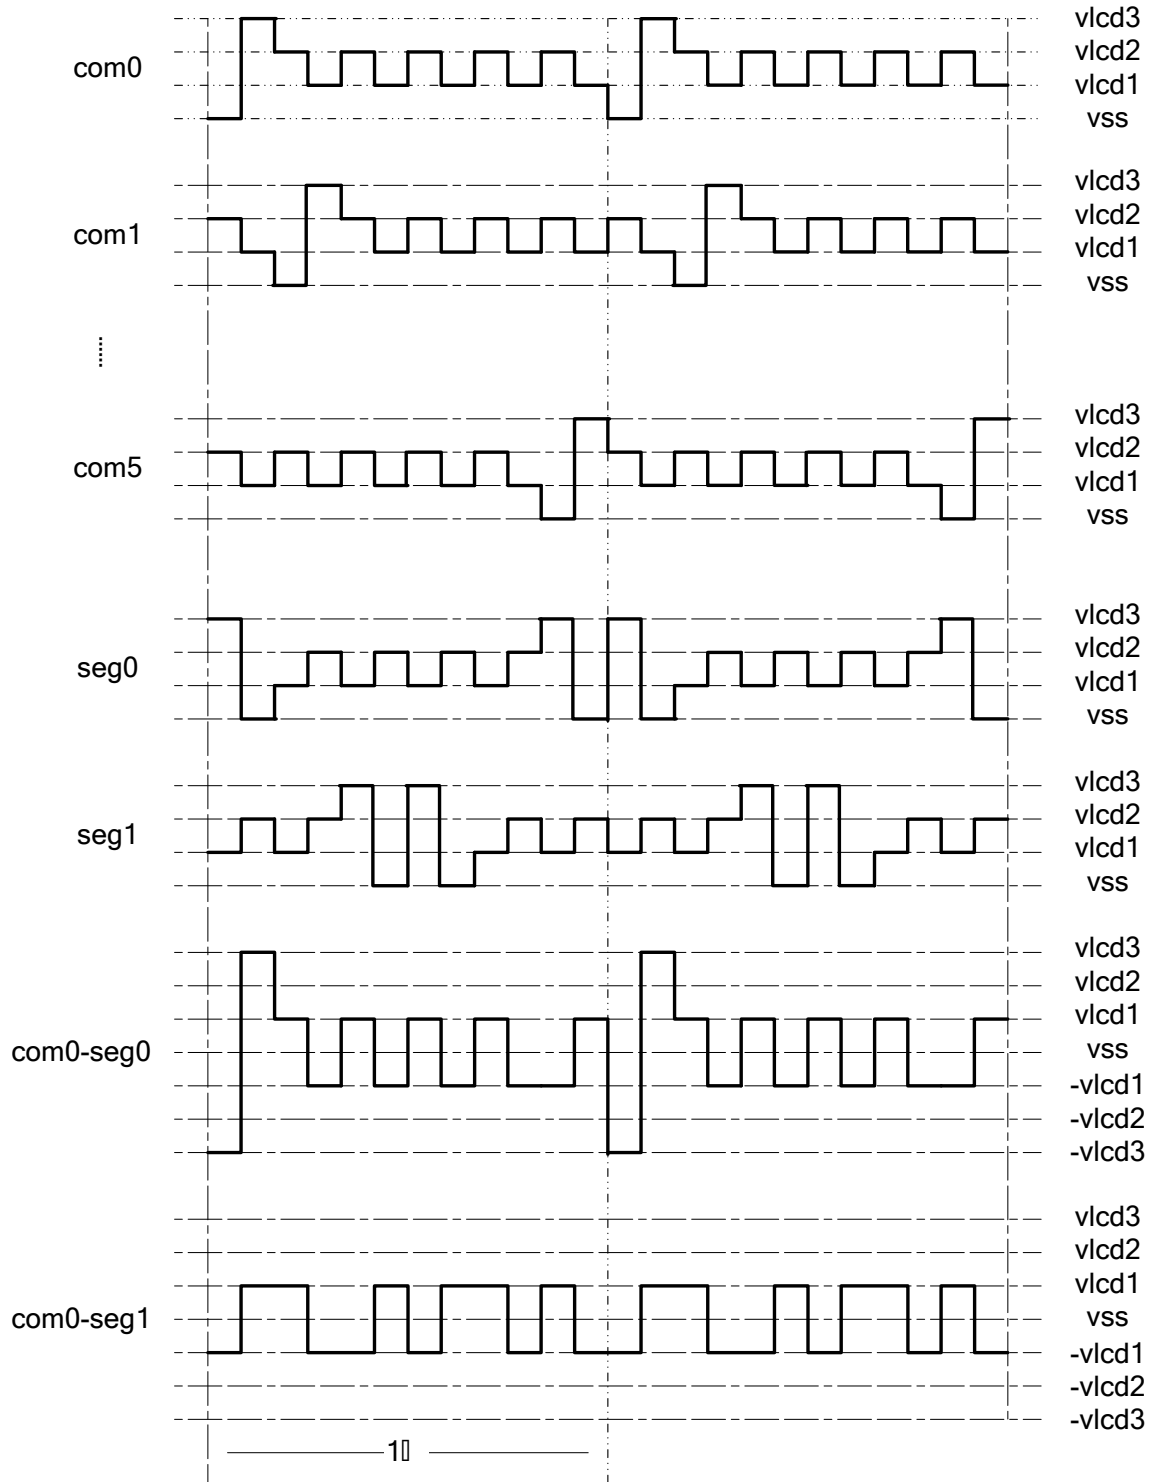 vlcd3
vlcd2
com0
vlcd1
vss
vlcd3
vlcd2
com1
vlcd1
vss
......
vlcd3
vlcd2
com5
vlcd1
vss
vlcd3
vlcd2
seg0
vlcd1
vss
vlcd3
vlcd2
seg1
vlcd1
vss
vlcd3
vlcd2
vlcd1
com0-seg0
vss
-vlcd1
-vlcd2
-vlcd3
vlcd3
vlcd2
vlcd1
com0-seg1
vss
-vlcd1
-vlcd2
-vlcd3
1